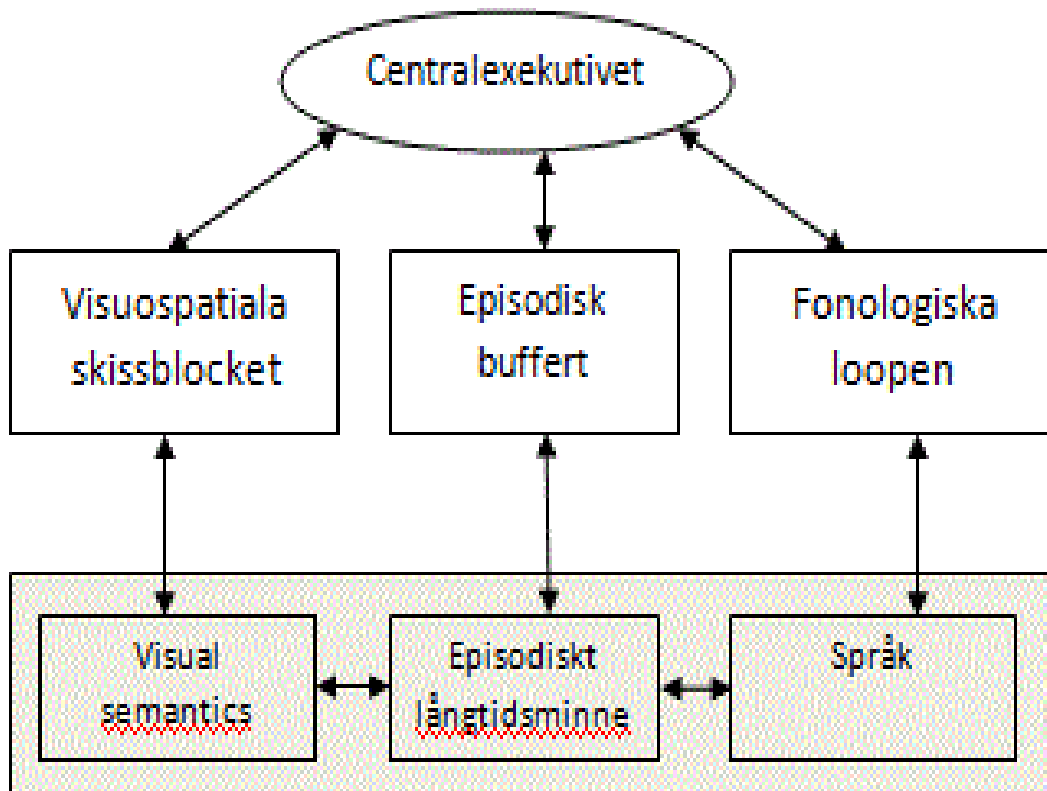 Centralexekutivet
Visuospatiala
skissblocket
Episodisk
buffert
Fonologiska
loopen
Visual
semantics
Episodiskt
långtidsminne
Språk